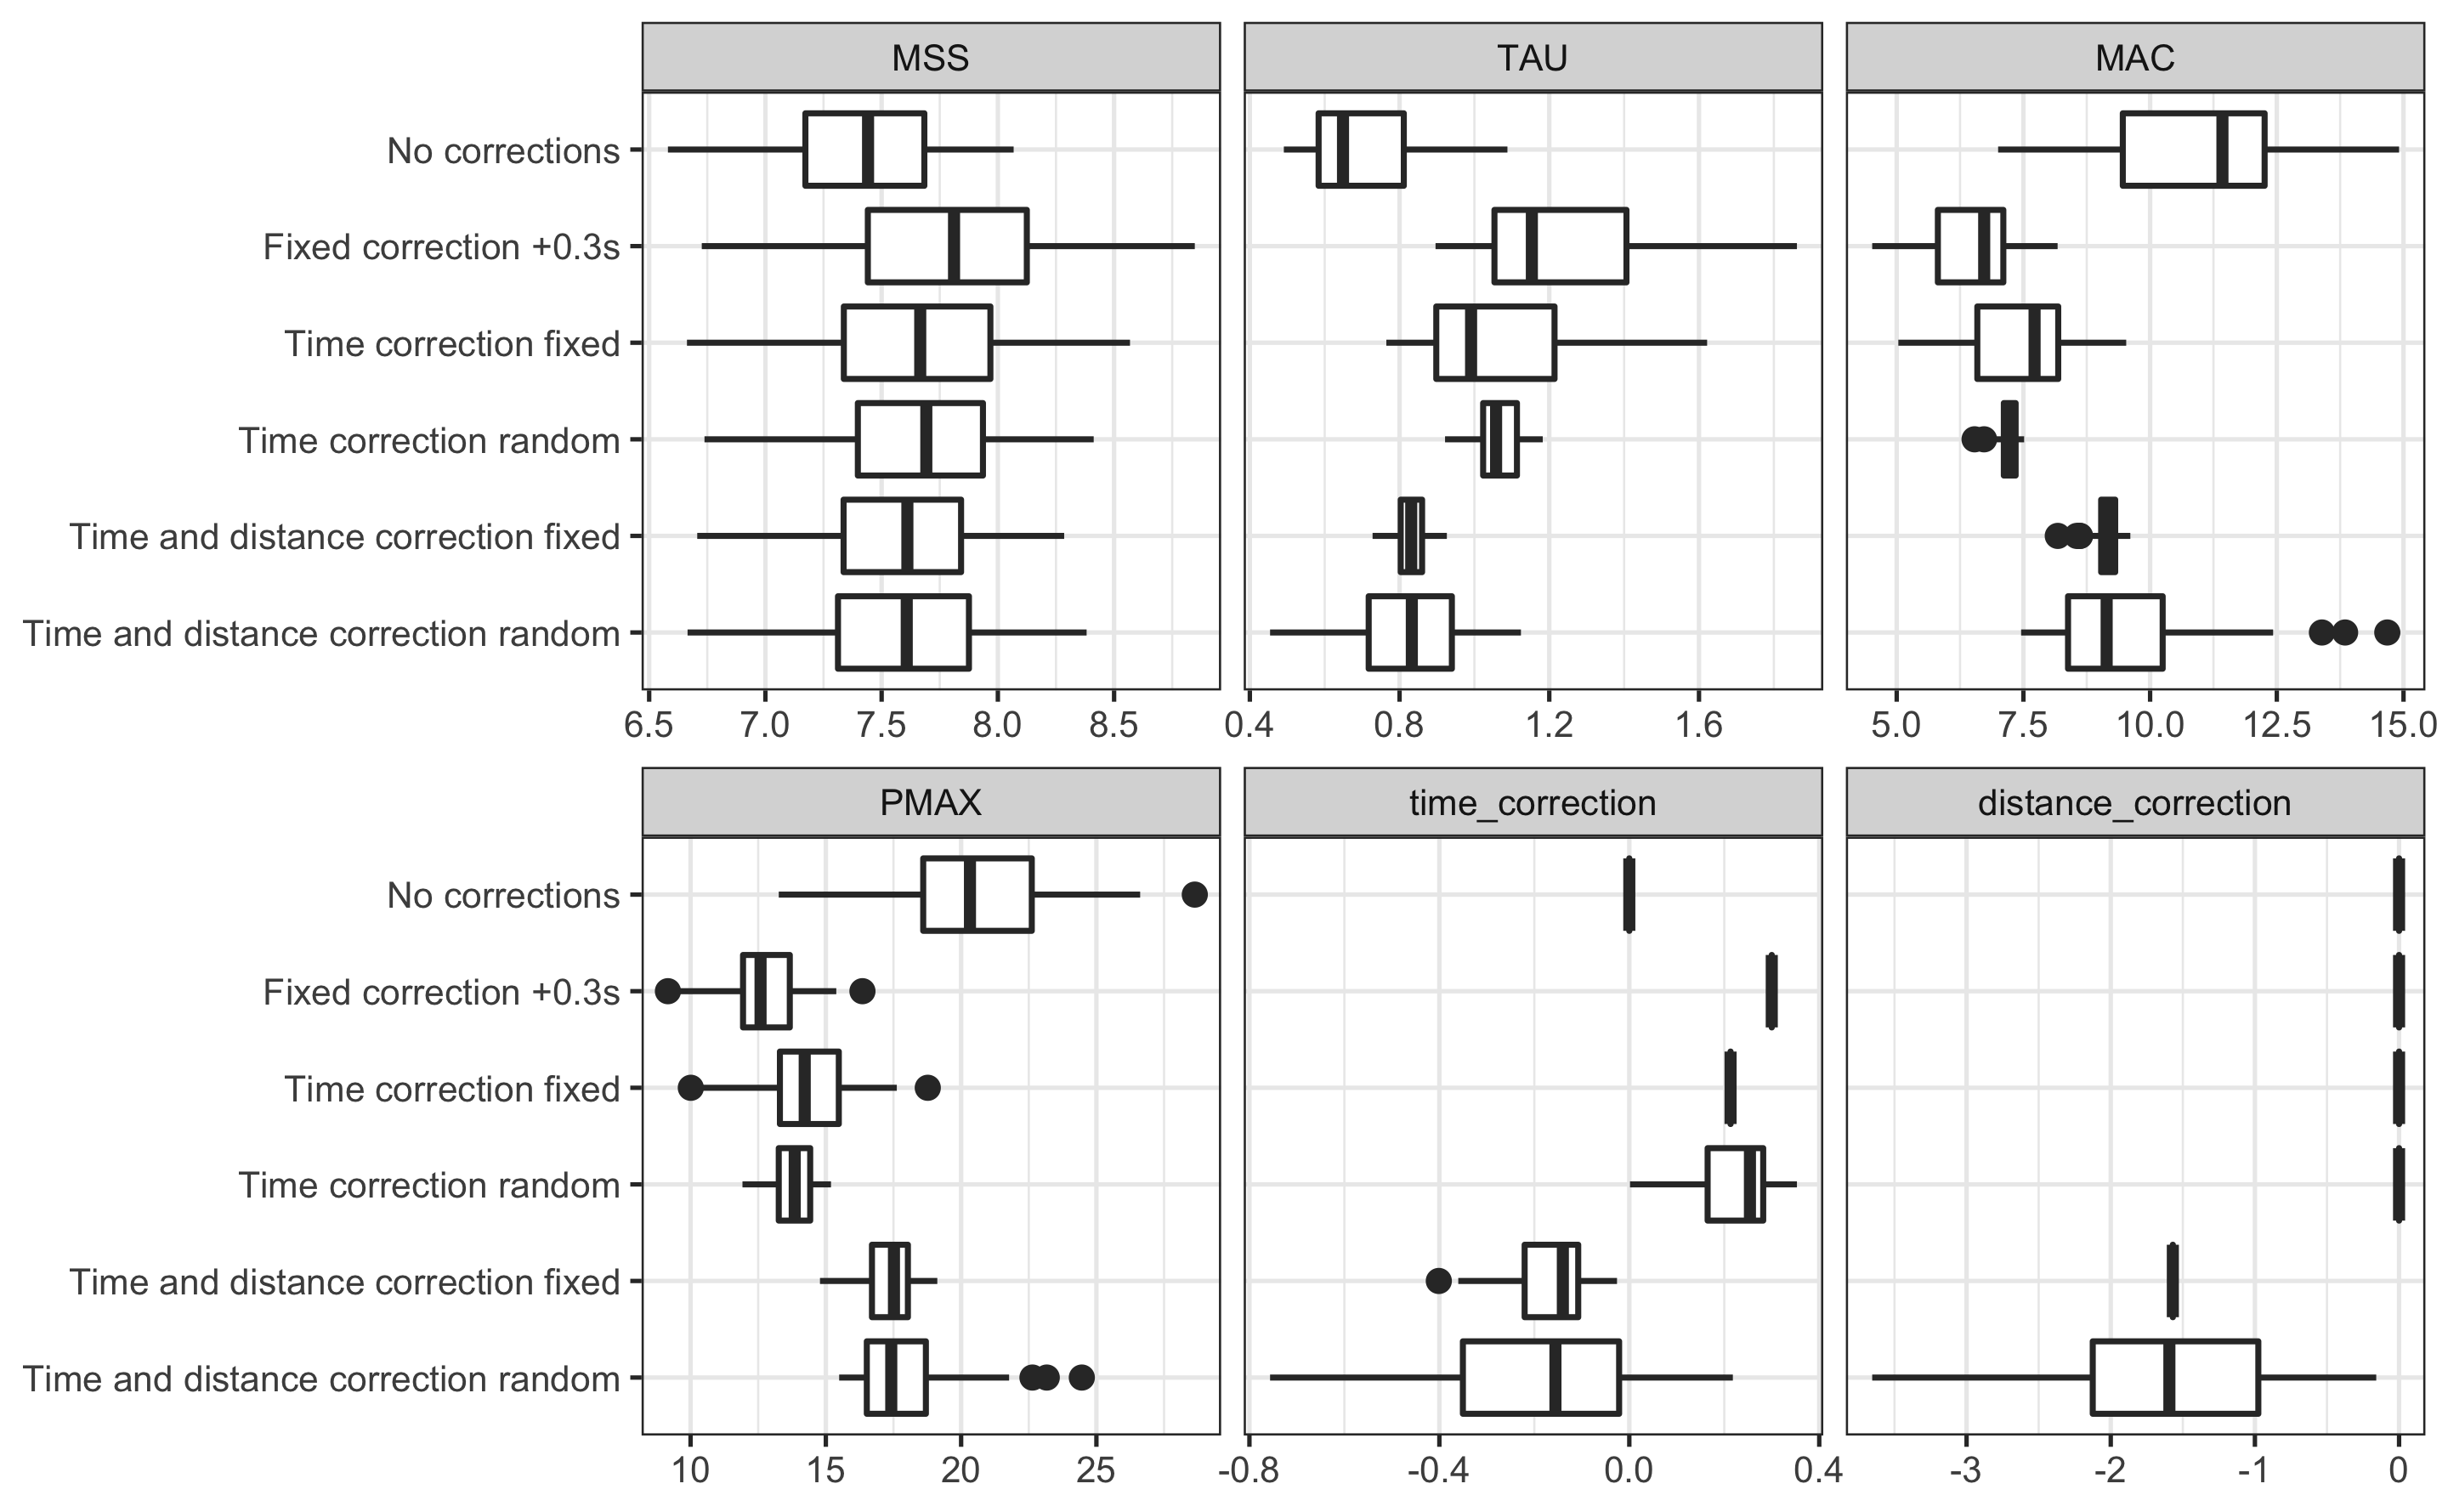 MSS TAU MAC
No corrections
Fixed correction +0.3s
Time correction fixed
Time correction random
Time and distance correction fixed
Time and distance correction random
6.5 7.0 7.5 8.0 8.5 0.4 0.8 1.2 1.6 5.0 7.5 10.0 12.5 15.0
PMAX time_correction distance_correction
No corrections
Fixed correction +0.3s
Time correction fixed
Time correction random
Time and distance correction fixed
Time and distance correction random
10 15 20 25 -0.8 -0.4 0.0 0.4 -3 -2 -1 0